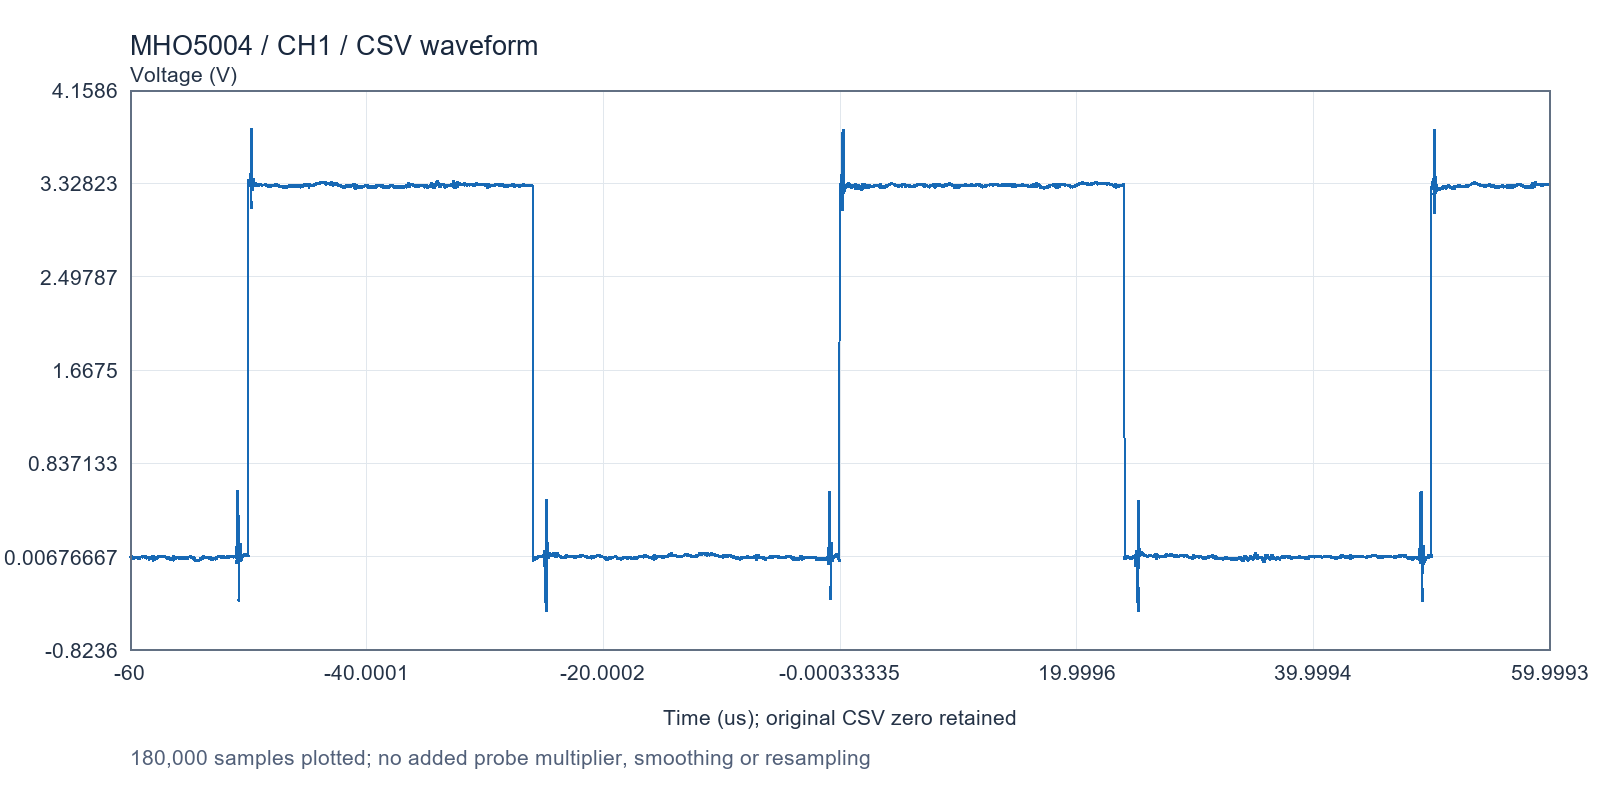 MHO5004 / CH1 / CSV waveform
Voltage (V)
4.1586
3.32823
2.49787
1.6675
0.837133
0.00676667
-0.8236
-60 -40.0001 -20.0002 -0.00033335 19.9996 39.9994 59.9993
Time (us); original CSV zero retained
180,000 samples plotted; no added probe multiplier, smoothing or resampling